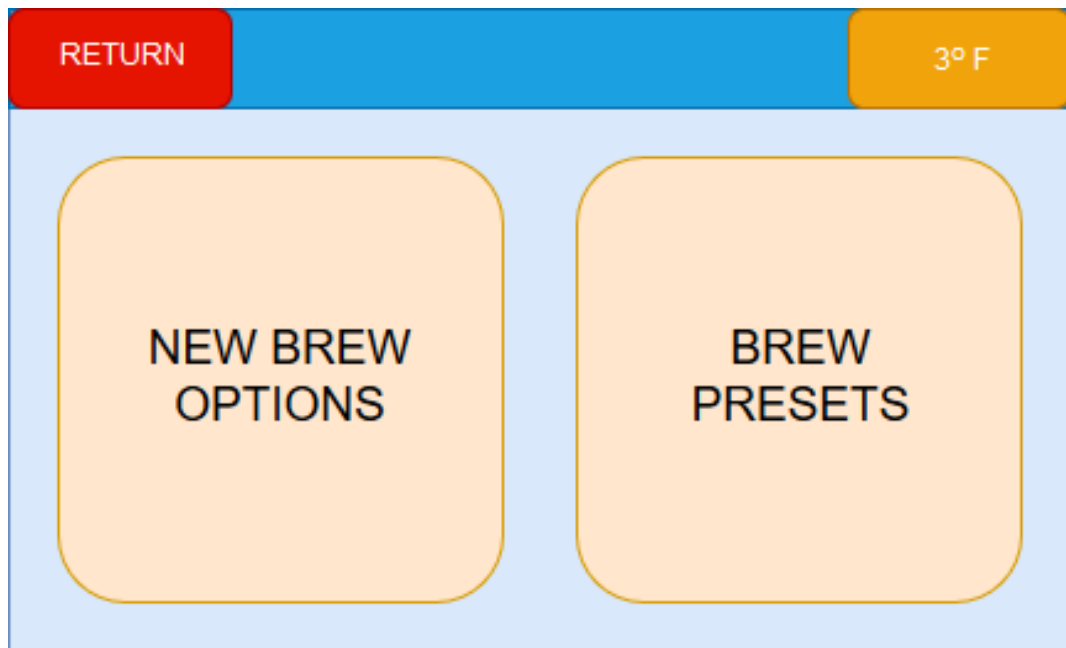 RETURN
3º F
NEW BREW
OPTIONS
BREW
PRESETS